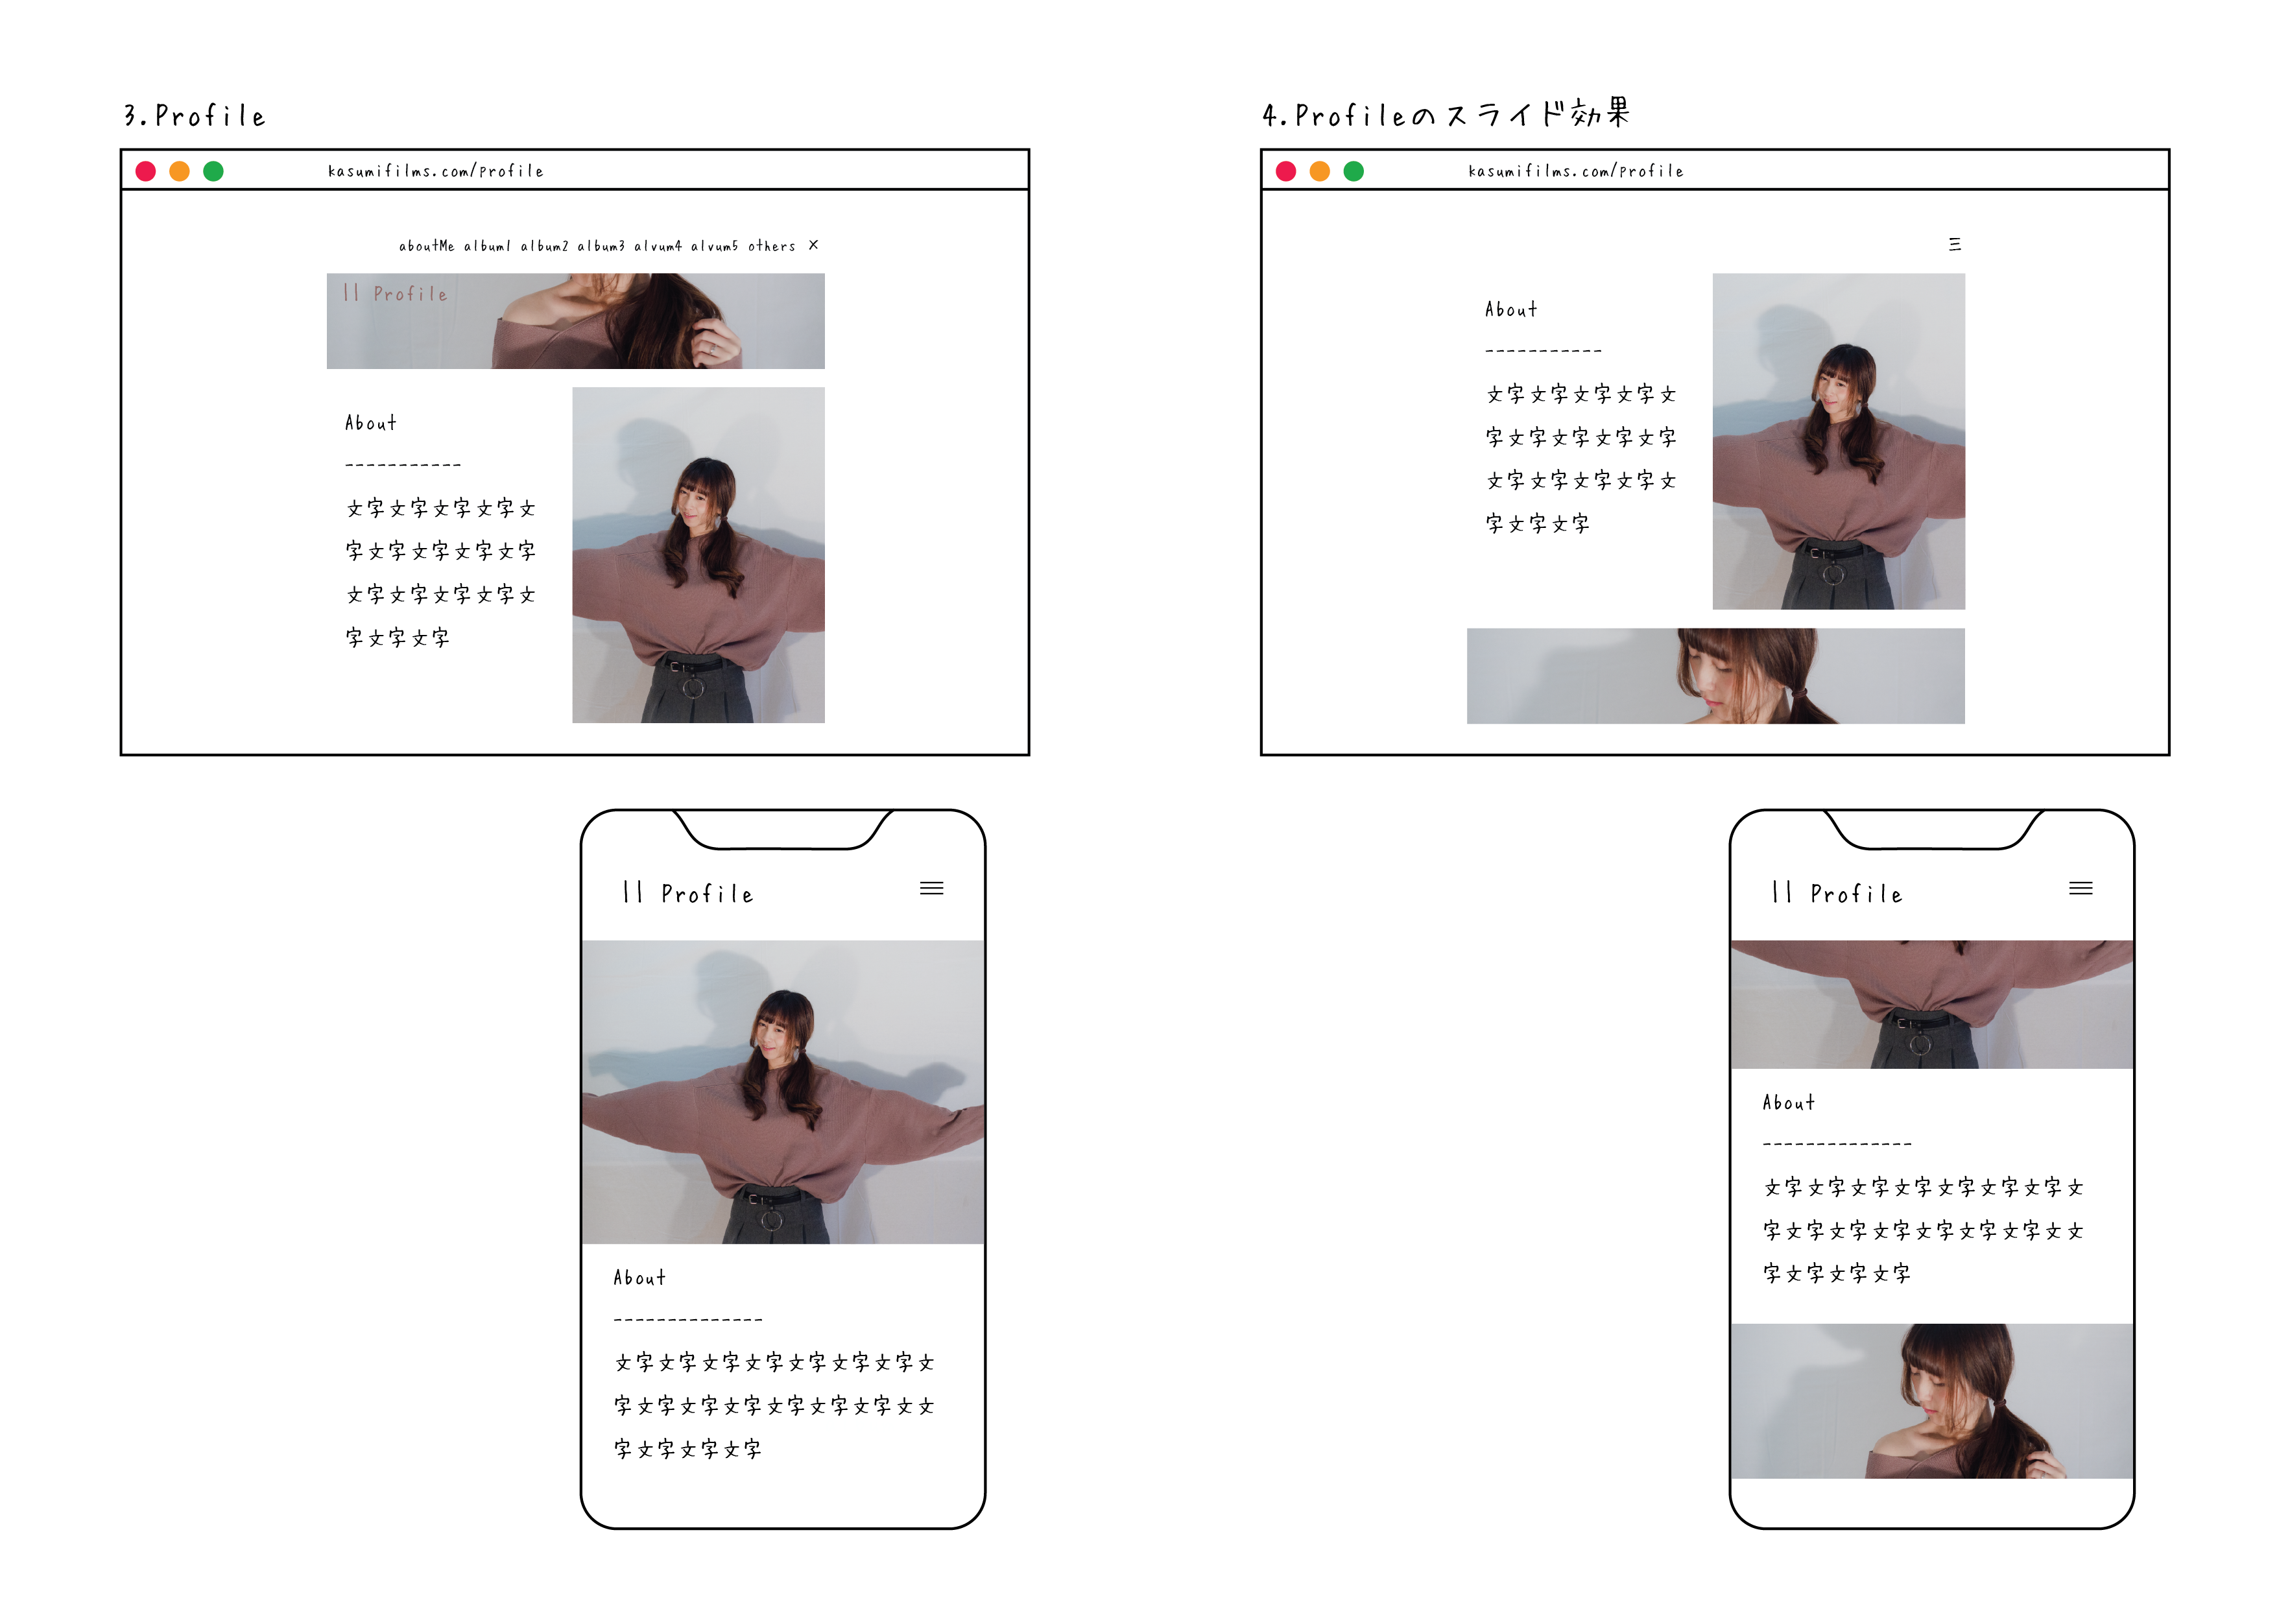 3.Profile
kasumifilms.com/profile
aboutMe album1 album2 album3 alvum4 alvum5 others ×
|| Profile
About
-----------
文字文字文字文字文
字文字文字文字文字
文字文字文字文字文
字文字文字
|| Profile
About
--------------
文字文字文字文字文字文字文字文
字文字文字文字文字文字文字文文
字文字文字文字
4.Profileのスライド効果
kasumifilms.com/profile
About
-----------
文字文字文字文字文
字文字文字文字文字
文字文字文字文字文
字文字文字
|| Profile
About
--------------
文字文字文字文字文字文字文字文
字文字文字文字文字文字文字文文
字文字文字文字